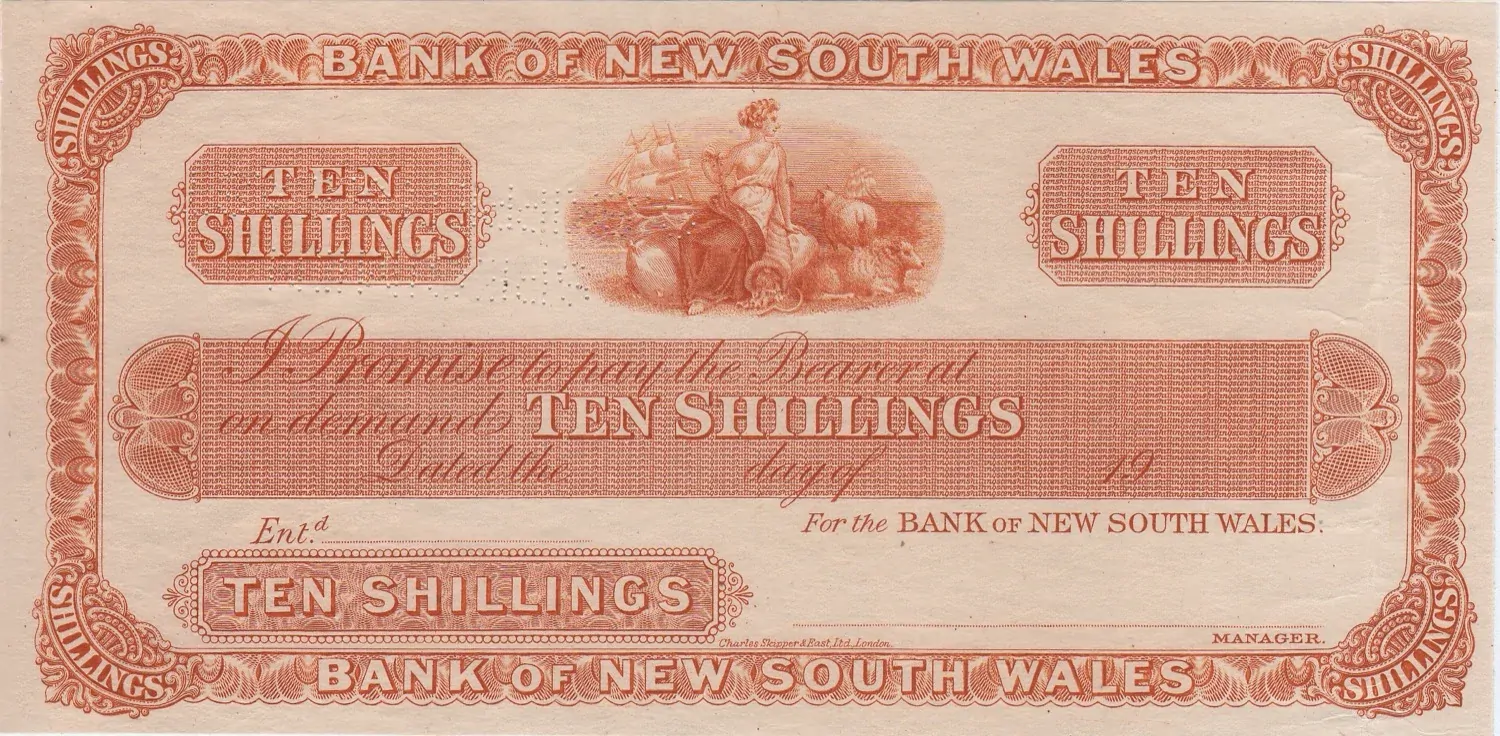 SHILLINGS
BANK OF NEW SOUTH WALES
SHILLINGS
TEN
SHILLINGS
TEN
SHILLINGS
I Promise to pay the Bearer at
on demand TEN SHILLINGS
Dated the day of 19
Ent.d
For the BANK OF NEW SOUTH WALES.
TEN SHILLINGS
Charles Skipper & East, Ltd., London.
MANAGER.
SHILLINGS
BANK OF NEW SOUTH WALES
SHILLINGS